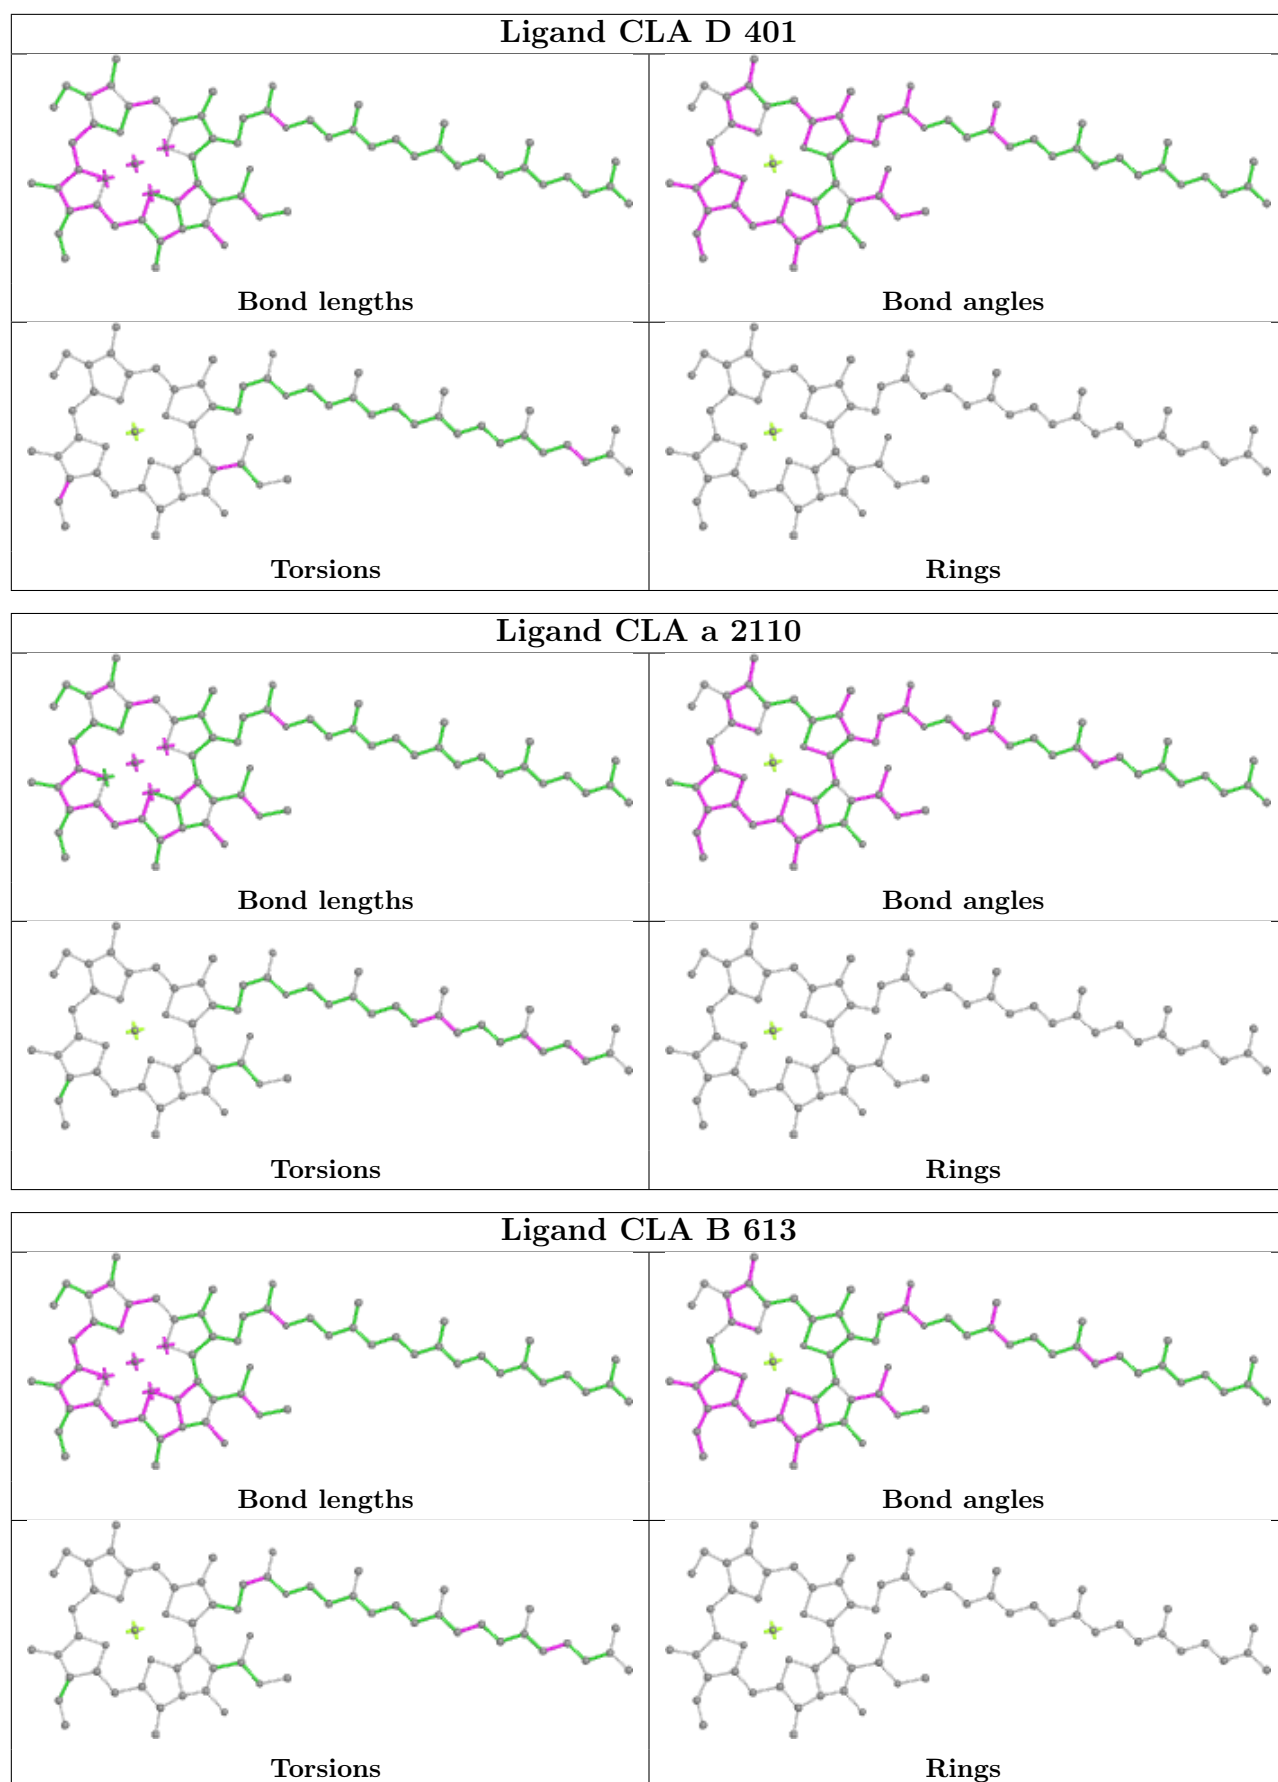 Ligand CLA D 401
Bond lengths
Bond angles
Torsions
Rings
Ligand CLA a 2110
Bond lengths
Bond angles
Torsions
Rings
Ligand CLA B 613
Bond lengths
Bond angles
Torsions
Rings